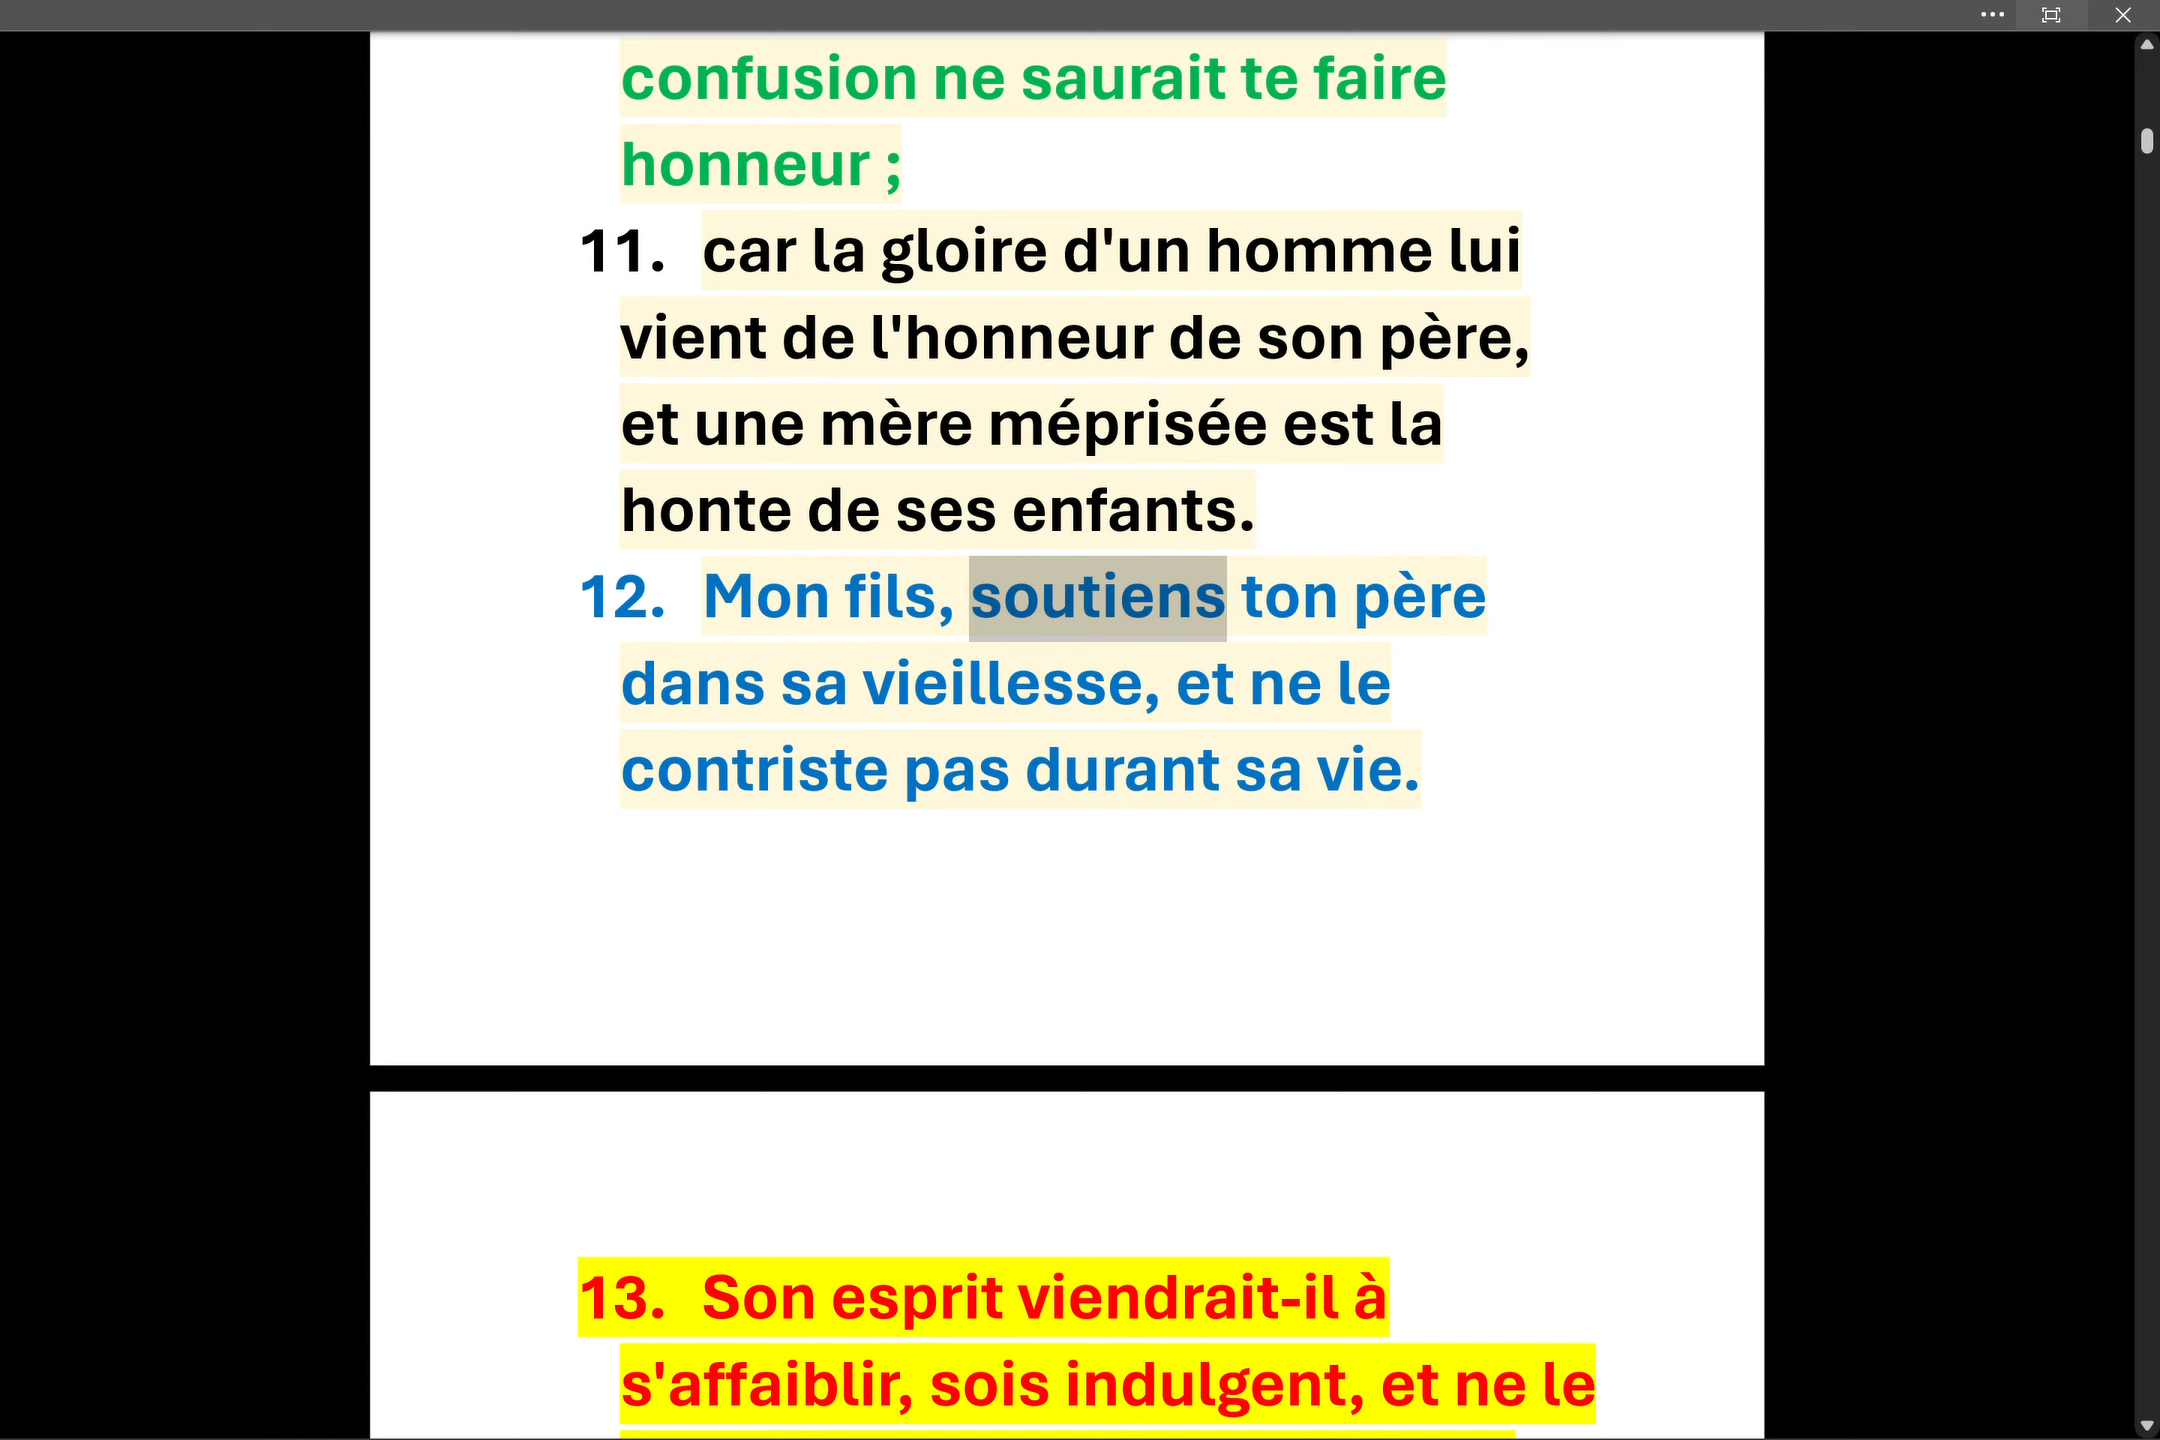 confusion ne saurait te faire
honneur ;
11. car la gloire d'un homme lui
vient de l'honneur de son père,
et une mère méprisée est la
honte de ses enfants.
12. Mon fils, soutiens ton père
dans sa vieillesse, et ne le
contriste pas durant sa vie.
13. Son esprit viendrait-il à
s'affaiblir, sois indulgent, et ne le